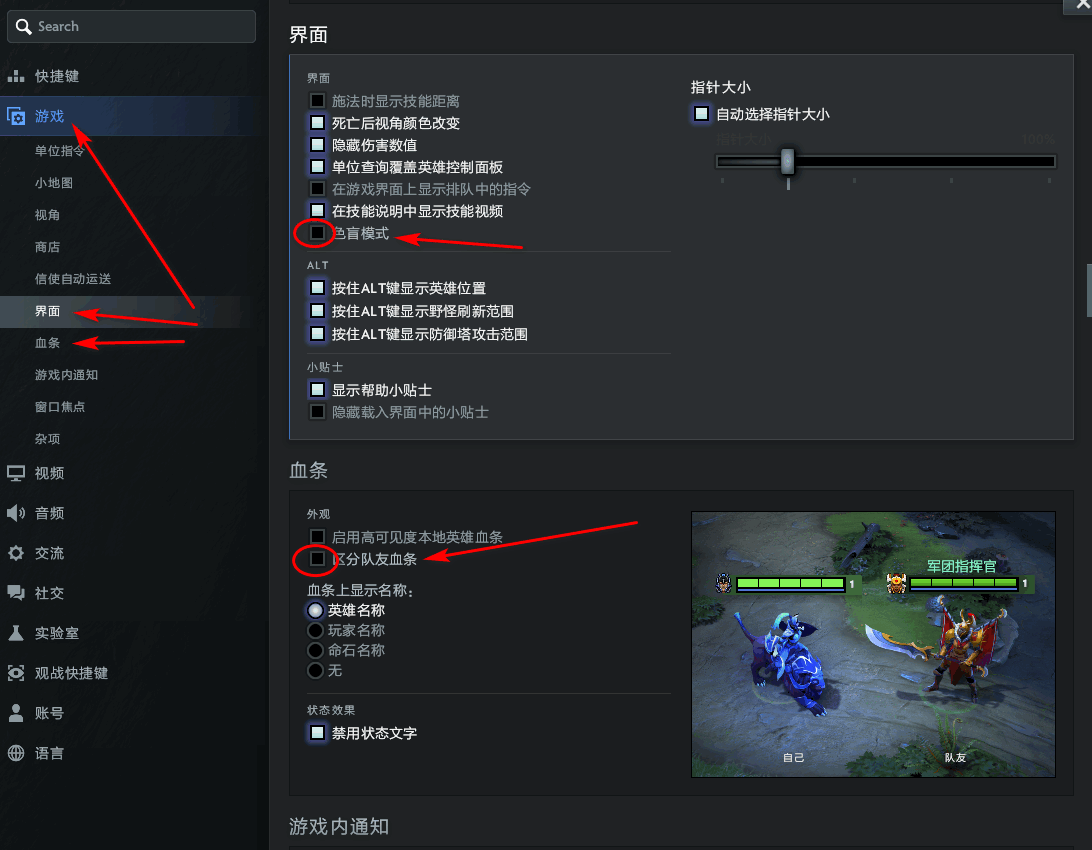 Search
快捷键
游戏
单位指令
小地图
视角
商店
信使自动运送
界面
血条
游戏内通知
窗口焦点
杂项
视频
音频
交流
社交
实验室
观战快捷键
账号
语言
界面
界面
施法时显示技能距离
死亡后视角颜色改变
隐藏伤害数值
单位查询覆盖英雄控制面板
在游戏界面上显示排队中的指令
在技能说明中显示技能视频
色盲模式
ALT
按住ALT键显示英雄位置
按住ALT键显示野怪刷新范围
按住ALT键显示防御塔攻击范围
小贴士
显示帮助小贴士
隐藏载入界面中的小贴士
指针大小
自动选择指针大小
指针大小 100%
血条
外观
启用高可见度本地英雄血条
区分队友血条
血条上显示名称：
英雄名称
玩家名称
命石名称
无
状态效果
禁用状态文字
军团指挥官
1
1
自己
队友
游戏内通知